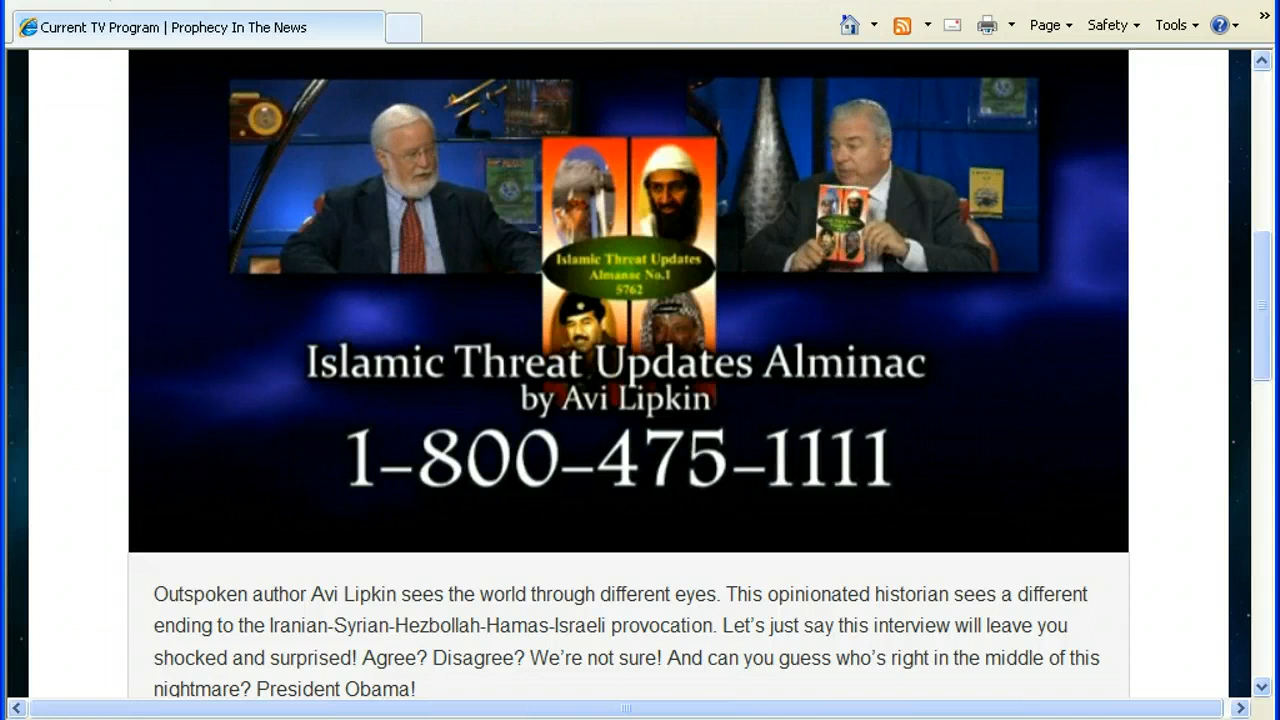 Current TV Program | Prophecy In The News
Page
Safety
Tools
»
Islamic Threat Updates
Almanac No.1
5762
Islamic Threat Updates Alminac
by Avi Lipkin
1-800-475-1111
Outspoken author Avi Lipkin sees the world through different eyes. This opinionated historian sees a different
ending to the Iranian-Syrian-Hezbollah-Hamas-Israeli provocation. Let’s just say this interview will leave you
shocked and surprised! Agree? Disagree? We’re not sure! And can you guess who’s right in the middle of this
nightmare? President Obama!